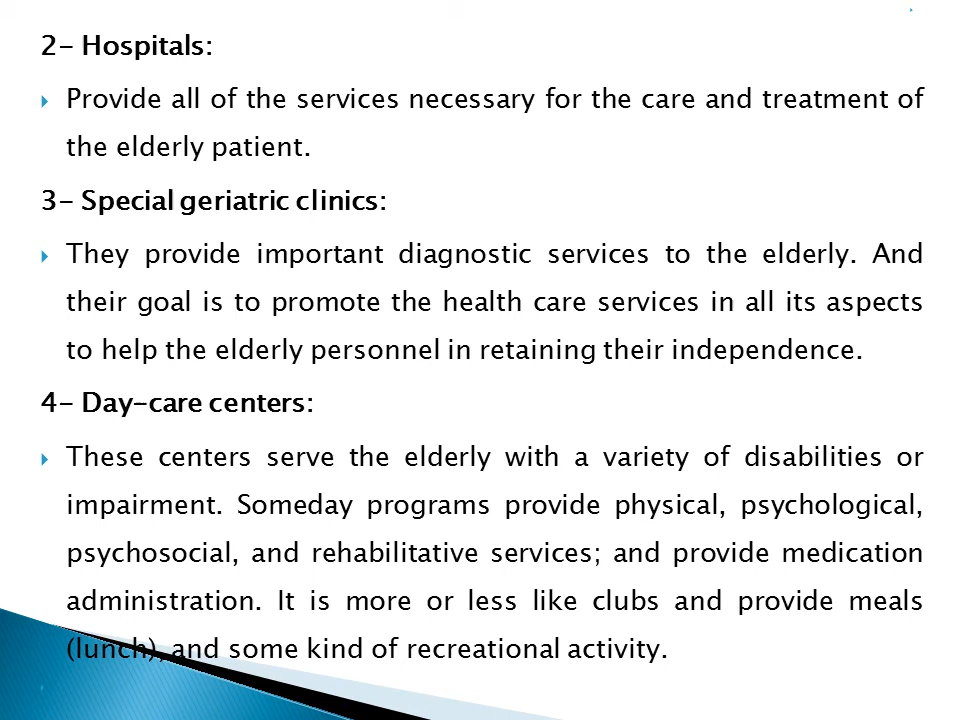 2- Hospitals:
Provide all of the services necessary for the care and treatment of
the elderly patient.
3- Special geriatric clinics:
They provide important diagnostic services to the elderly. And
their goal is to promote the health care services in all its aspects
to help the elderly personnel in retaining their independence.
4- Day-care centers:
These centers serve the elderly with a variety of disabilities or
impairment. Someday programs provide physical, psychological,
psychosocial, and rehabilitative services; and provide medication
administration. It is more or less like clubs and provide meals
(lunch), and some kind of recreational activity.